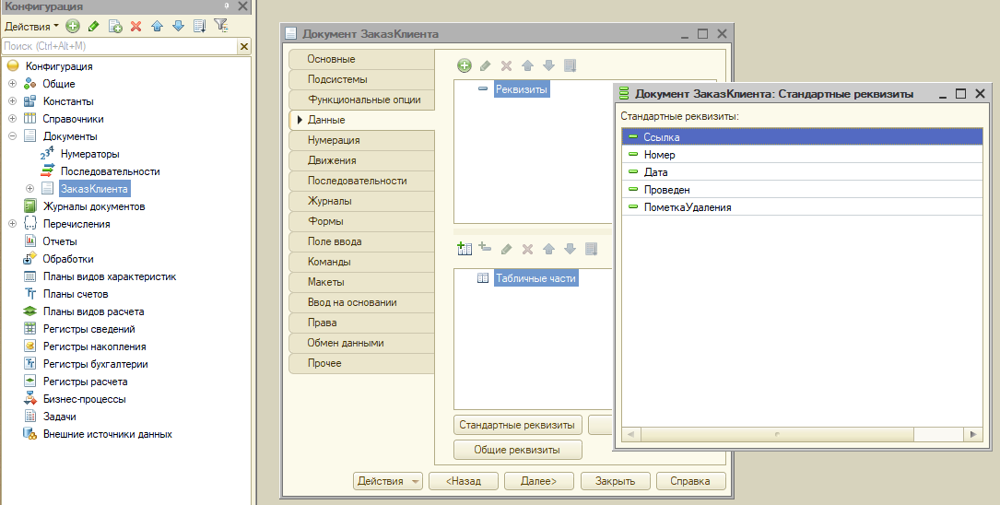 Конфигурация
Действия
Поиск (Ctrl+Alt+M)
Конфигурация
Общие
Константы
Справочники
Документы
Нумераторы
Последовательности
ЗаказКлиента
Журналы документов
Перечисления
Отчеты
Обработки
Планы видов характеристик
Планы счетов
Планы видов расчета
Регистры сведений
Регистры накопления
Регистры бухгалтерии
Регистры расчета
Бизнес-процессы
Задачи
Внешние источники данных
Документ ЗаказКлиента
Основные
Подсистемы
Функциональные опции
Данные
Нумерация
Движения
Последовательности
Журналы
Формы
Поле ввода
Команды
Макеты
Ввод на основании
Права
Обмен данными
Прочее
Реквизиты
Табличные части
Стандартные реквизиты
Общие реквизиты
Действия
<Назад
Далее>
Закрыть
Справка
Документ ЗаказКлиента: Стандартные реквизиты
Стандартные реквизиты:
Ссылка
Номер
Дата
Проведен
ПометкаУдаления